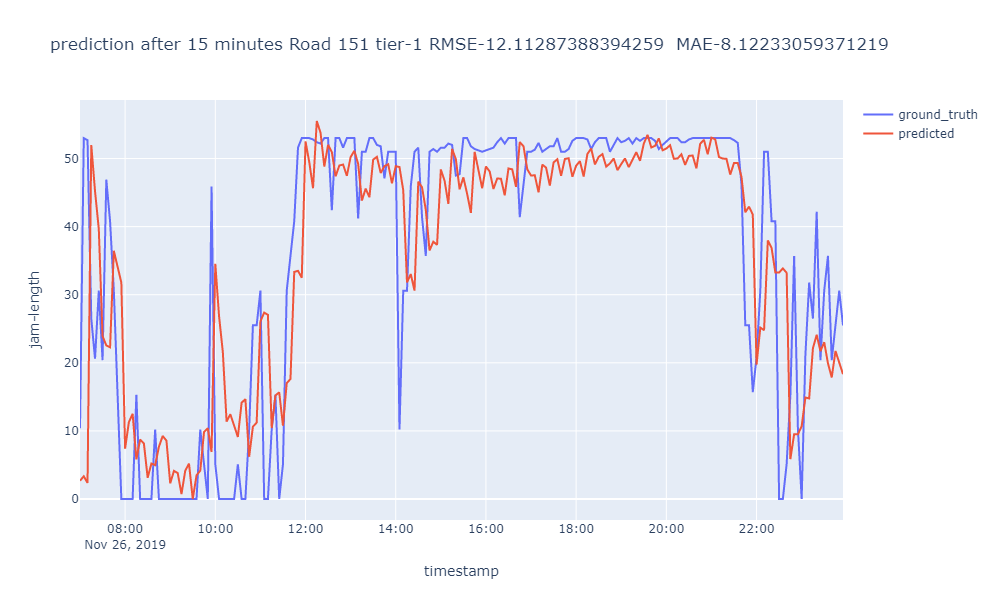 prediction after 15 minutes Road 151 tier-1 RMSE-12.11287388394259  MAE-8.12233059371219
ground_truth
predicted
50
40
30
20
10
0
jam-length
08:00 10:00 12:00 14:00 16:00 18:00 20:00 22:00
Nov 26, 2019
timestamp